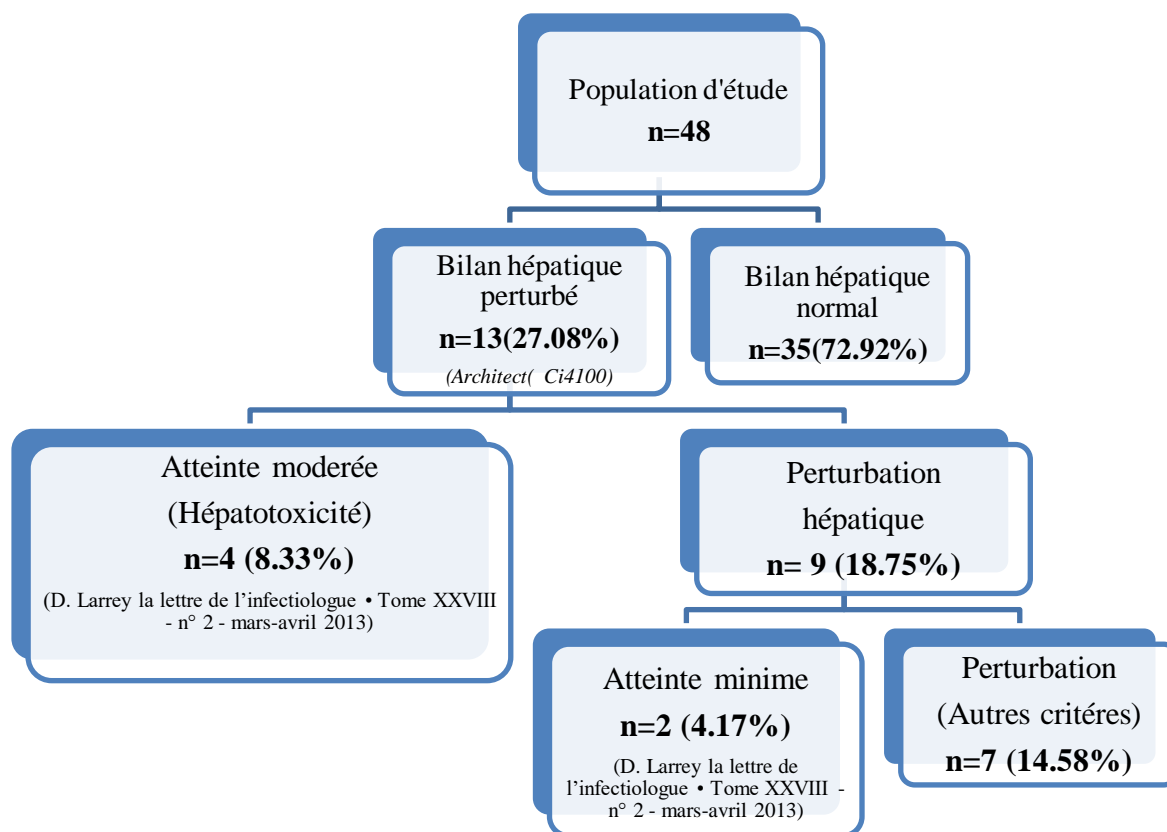 Population d'étude
n=48
Bilan hépatique
perturbé
n=13(27.08%)
(Architect( Ci4100)
Bilan hépatique
normal
n=35(72.92%)
Atteinte moderée
(Hépatotoxicité)
n=4 (8.33%)
(D. Larrey la lettre de l’infectiologue • Tome XXVIII
- n° 2 - mars-avril 2013)
Perturbation
hépatique
n= 9 (18.75%)
Atteinte minime
n=2 (4.17%)
(D. Larrey la lettre de
l’infectiologue • Tome XXVIII -
n° 2 - mars-avril 2013)
Perturbation
(Autres critéres)
n=7 (14.58%)